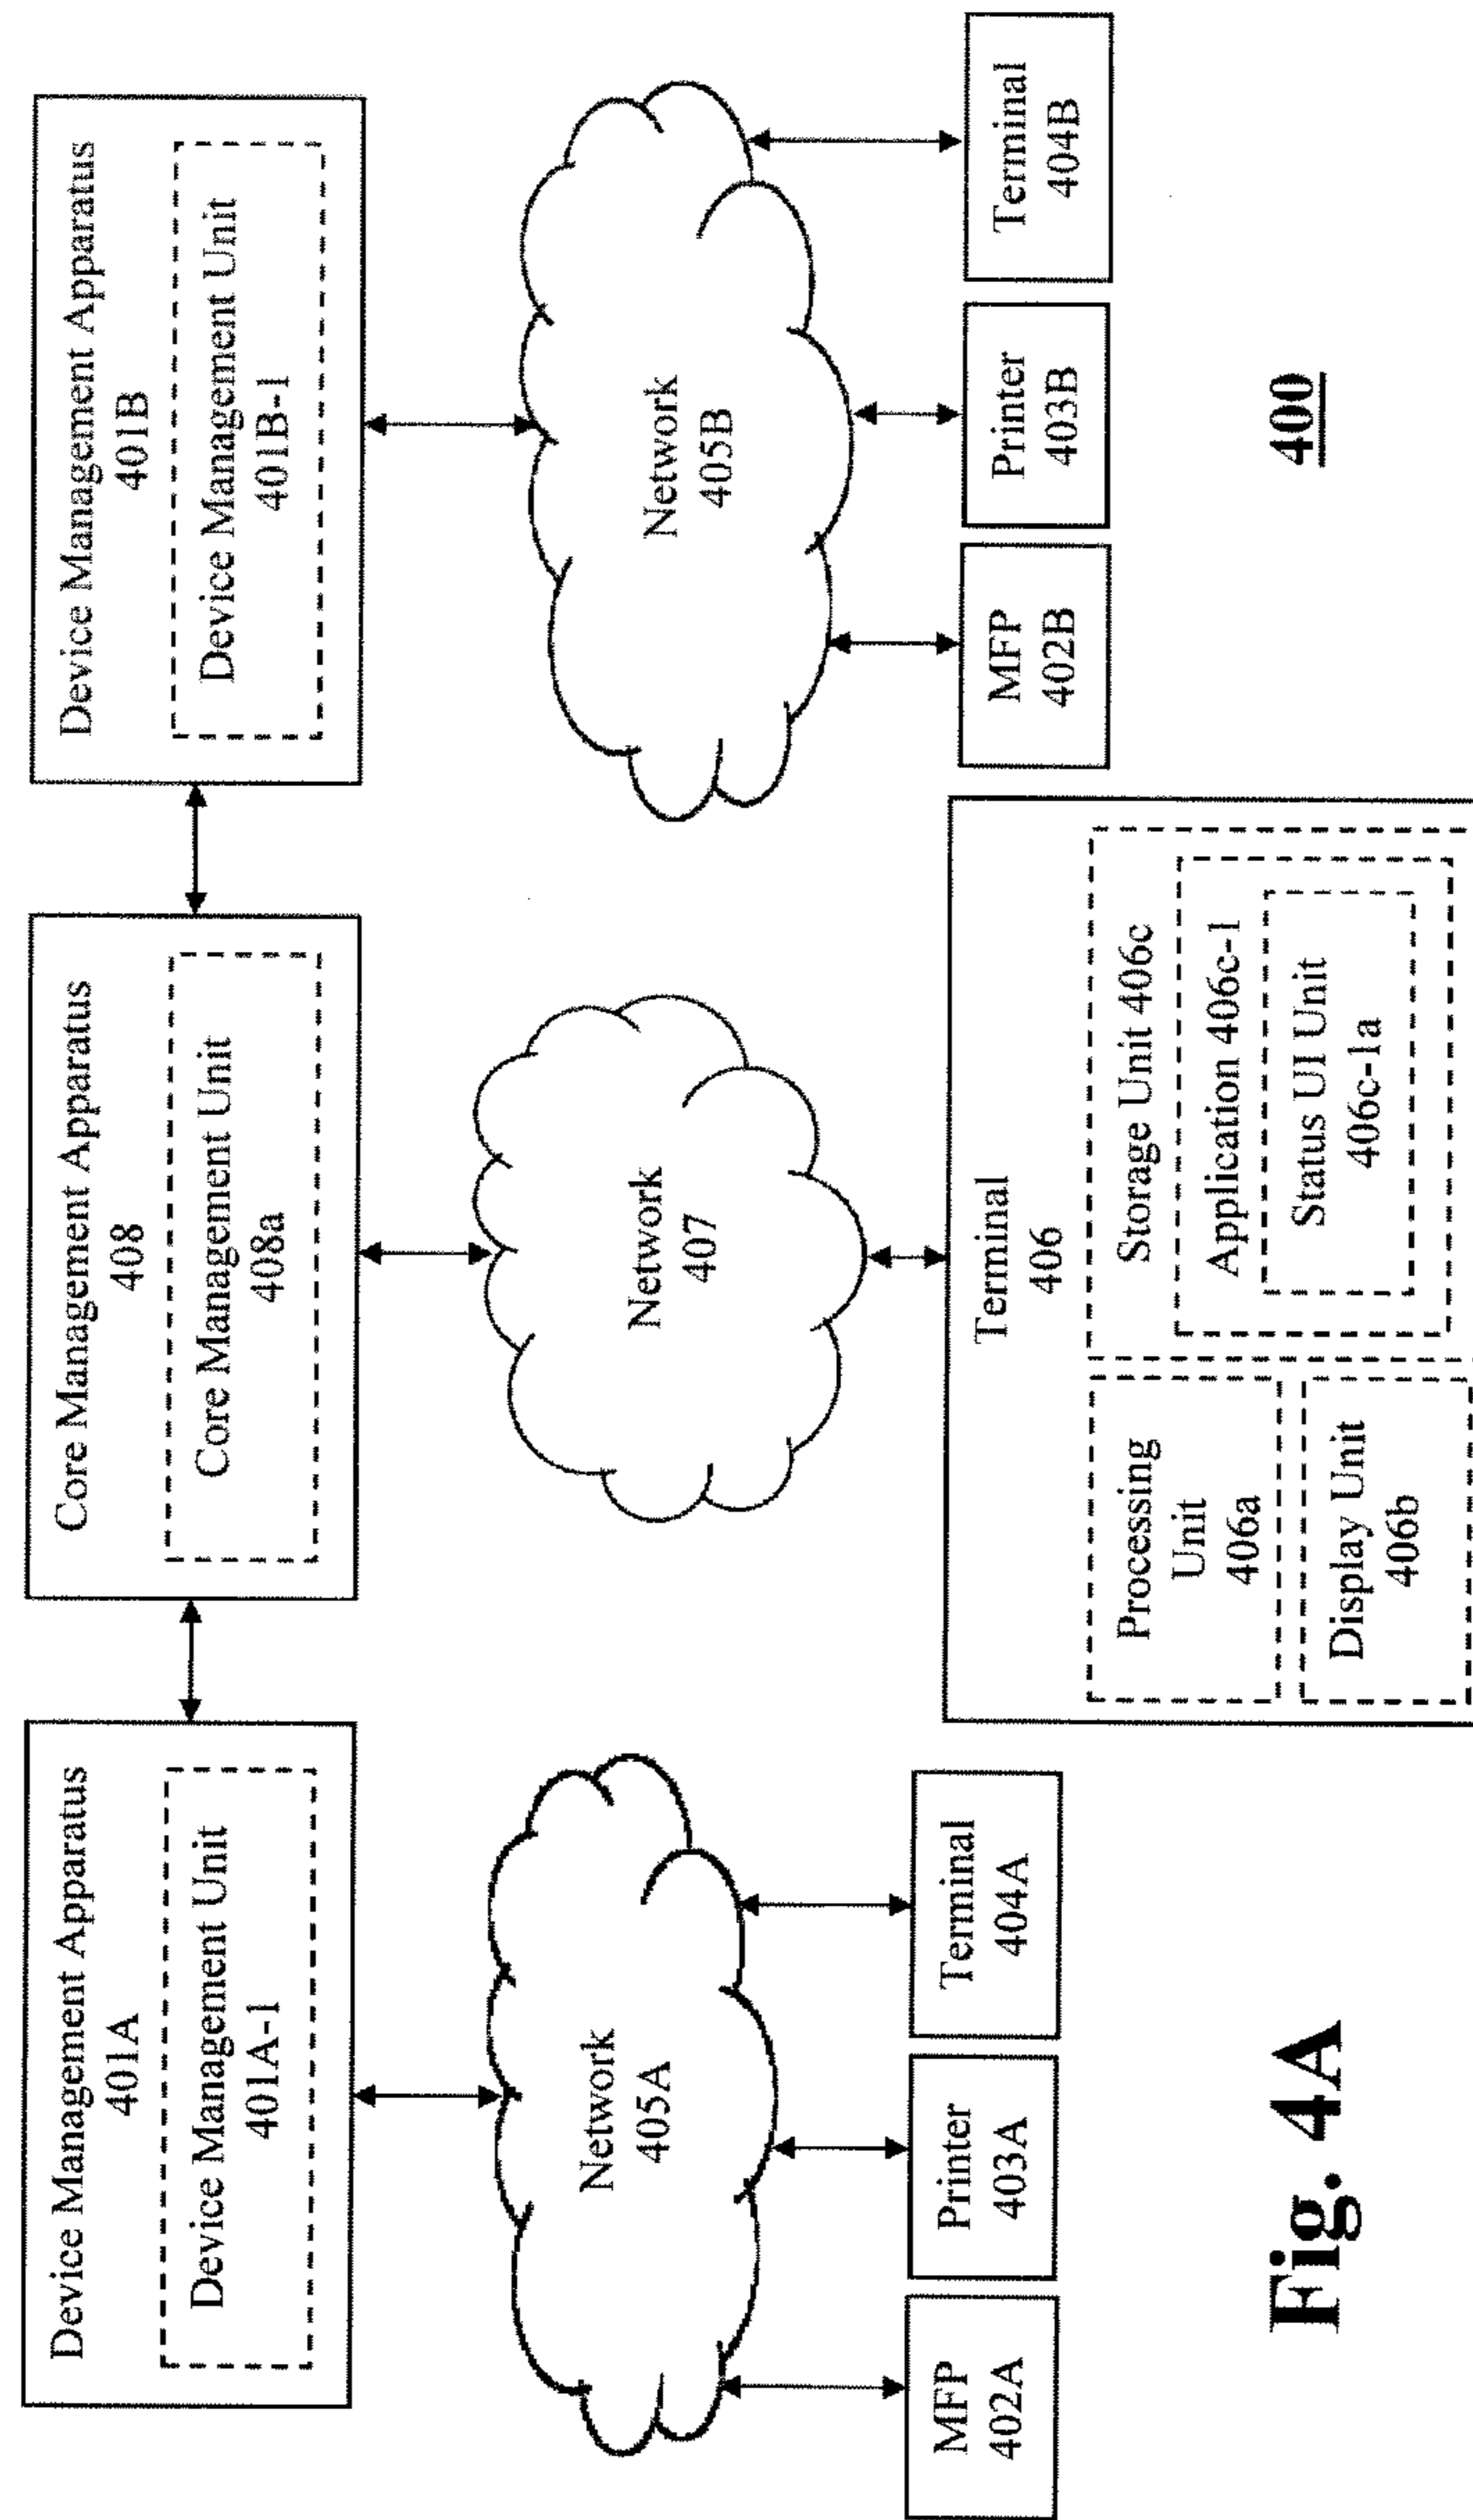 Device Management Apparatus
401A
Device Management Unit
401A-1
Core Management Apparatus
408
Core Management Unit
408a
Device Management Apparatus
401B
Device Management Unit
401B-1
Network
405A
Network
407
Network
405B
MFP
402A
Printer
403A
Terminal
404A
Terminal
406
Processing
Unit
406a
Display Unit
406b
Storage Unit 406c
Application 406c-1
Status UI Unit
406c-1a
MFP
402B
Printer
403B
Terminal
404B
Fig. 4A
400